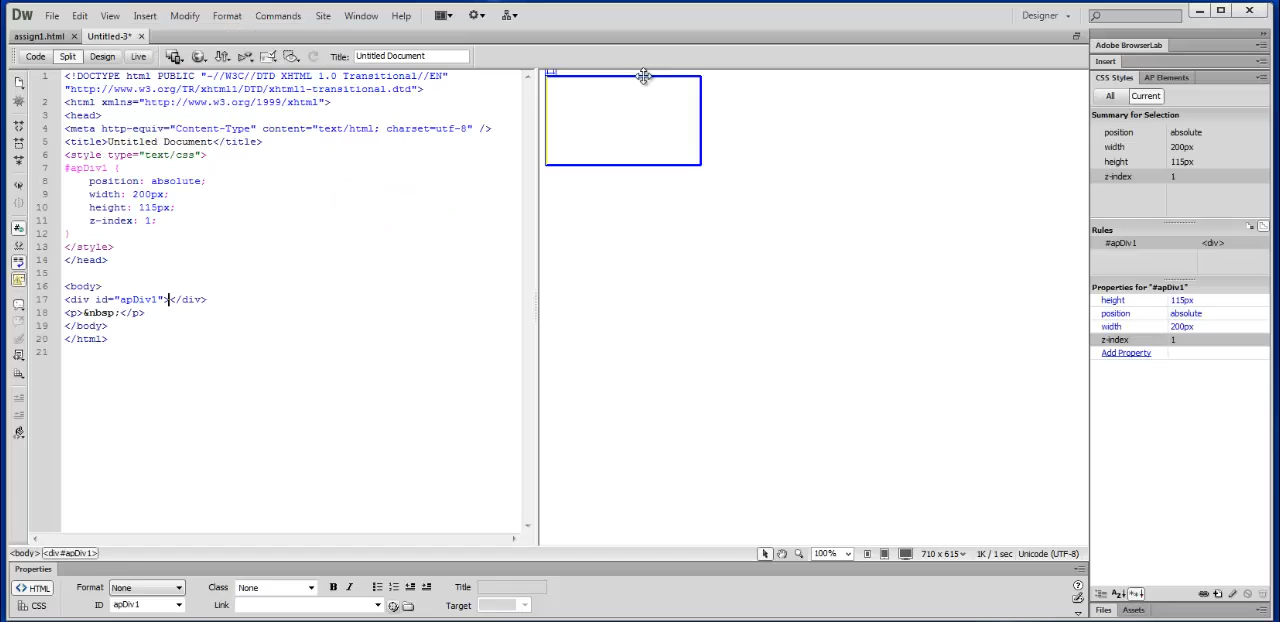 Dw File Edit View Insert Modify Format Commands Site Window Help Designer
assign1.html Untitled-3*
Code Split Design Live Title: Untitled Document
1 <!DOCTYPE html PUBLIC "-//W3C//DTD XHTML 1.0 Transitional//EN"
"http://www.w3.org/TR/xhtml1/DTD/xhtml1-transitional.dtd">
2 <html xmlns="http://www.w3.org/1999/xhtml">
3 <head>
4 <meta http-equiv="Content-Type" content="text/html; charset=utf-8" />
5 <title>Untitled Document</title>
6 <style type="text/css">
7 #apDiv1 {
8 position: absolute;
9 width: 200px;
10 height: 115px;
11 z-index: 1;
12 }
13 </style>
14 </head>
15
16 <body>
17 <div id="apDiv1"></div>
18 <p>&nbsp;</p>
19 </body>
20 </html>
21
Adobe BrowserLab
Insert
CSS Styles AP Elements
All Current
Summary for Selection
position absolute
width 200px
height 115px
z-index 1
Rules
#apDiv1 <div>
Properties for "#apDiv1"
height 115px
position absolute
width 200px
z-index 1
Add Property
<body> <div#apDiv1> 100% 710 x 615 1K / 1 sec Unicode (UTF-8)
Properties
<> HTML Format None Class None B I Title
CSS ID apDiv1 Link Target
Files Assets